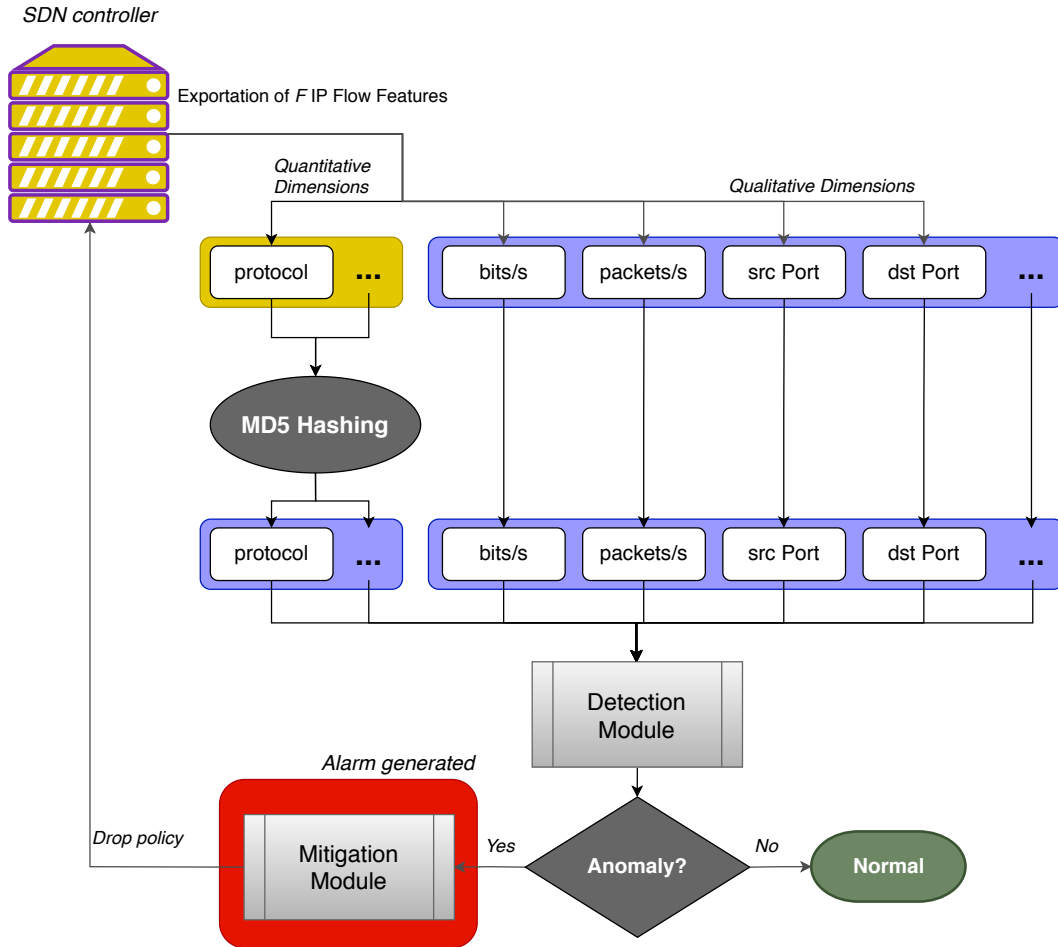 SDN controller
Exportation of F IP Flow Features
Quantitative
Dimensions
Qualitative Dimensions
protocol
...
bits/s
packets/s
src Port
dst Port
...
MD5 Hashing
protocol
...
bits/s
packets/s
src Port
dst Port
...
Detection
Module
Alarm generated
Drop policy
Mitigation
Module
Yes
Anomaly?
No
Normal